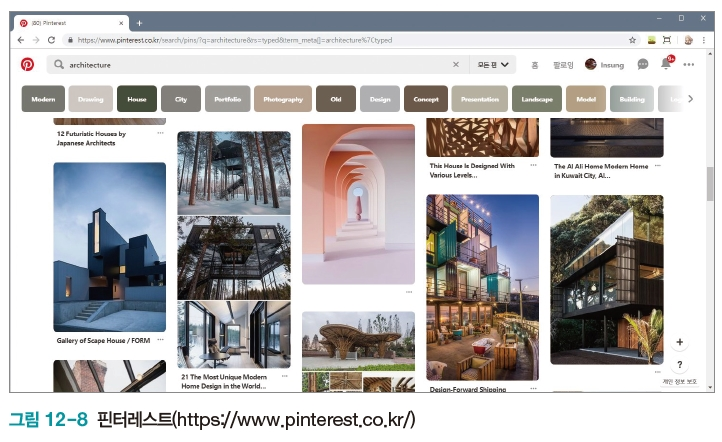 (80) Pinterest
https://www.pinterest.co.kr/search/pins/?q=architecture&rs=typed&term_meta[]=architecture%7Ctyped
architecture
모든 핀
홈
팔로잉
Insung
9+
Modern
Drawing
House
City
Portfolio
Photography
Old
Design
Concept
Presentation
Landscape
Model
Building
12 Futuristic Houses by
Japanese Architects
This House Is Designed With
Various Levels...
The Al Ali Home Modern Home
in Kuwait City, Al...
Gallery of Scape House / FORM
21 The Most Unique Modern
Home Design in the World...
Design-Forward Shipping
+
?
개인 정보 보호
그림 12-8 핀터레스트(https://www.pinterest.co.kr/)